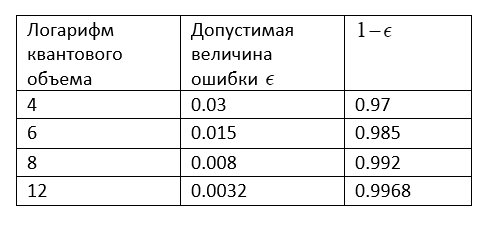 Логарифм квантового объема | Допустимая величина ошибки ϵ | 1−ϵ
4 | 0.03 | 0.97
6 | 0.015 | 0.985
8 | 0.008 | 0.992
12 | 0.0032 | 0.9968